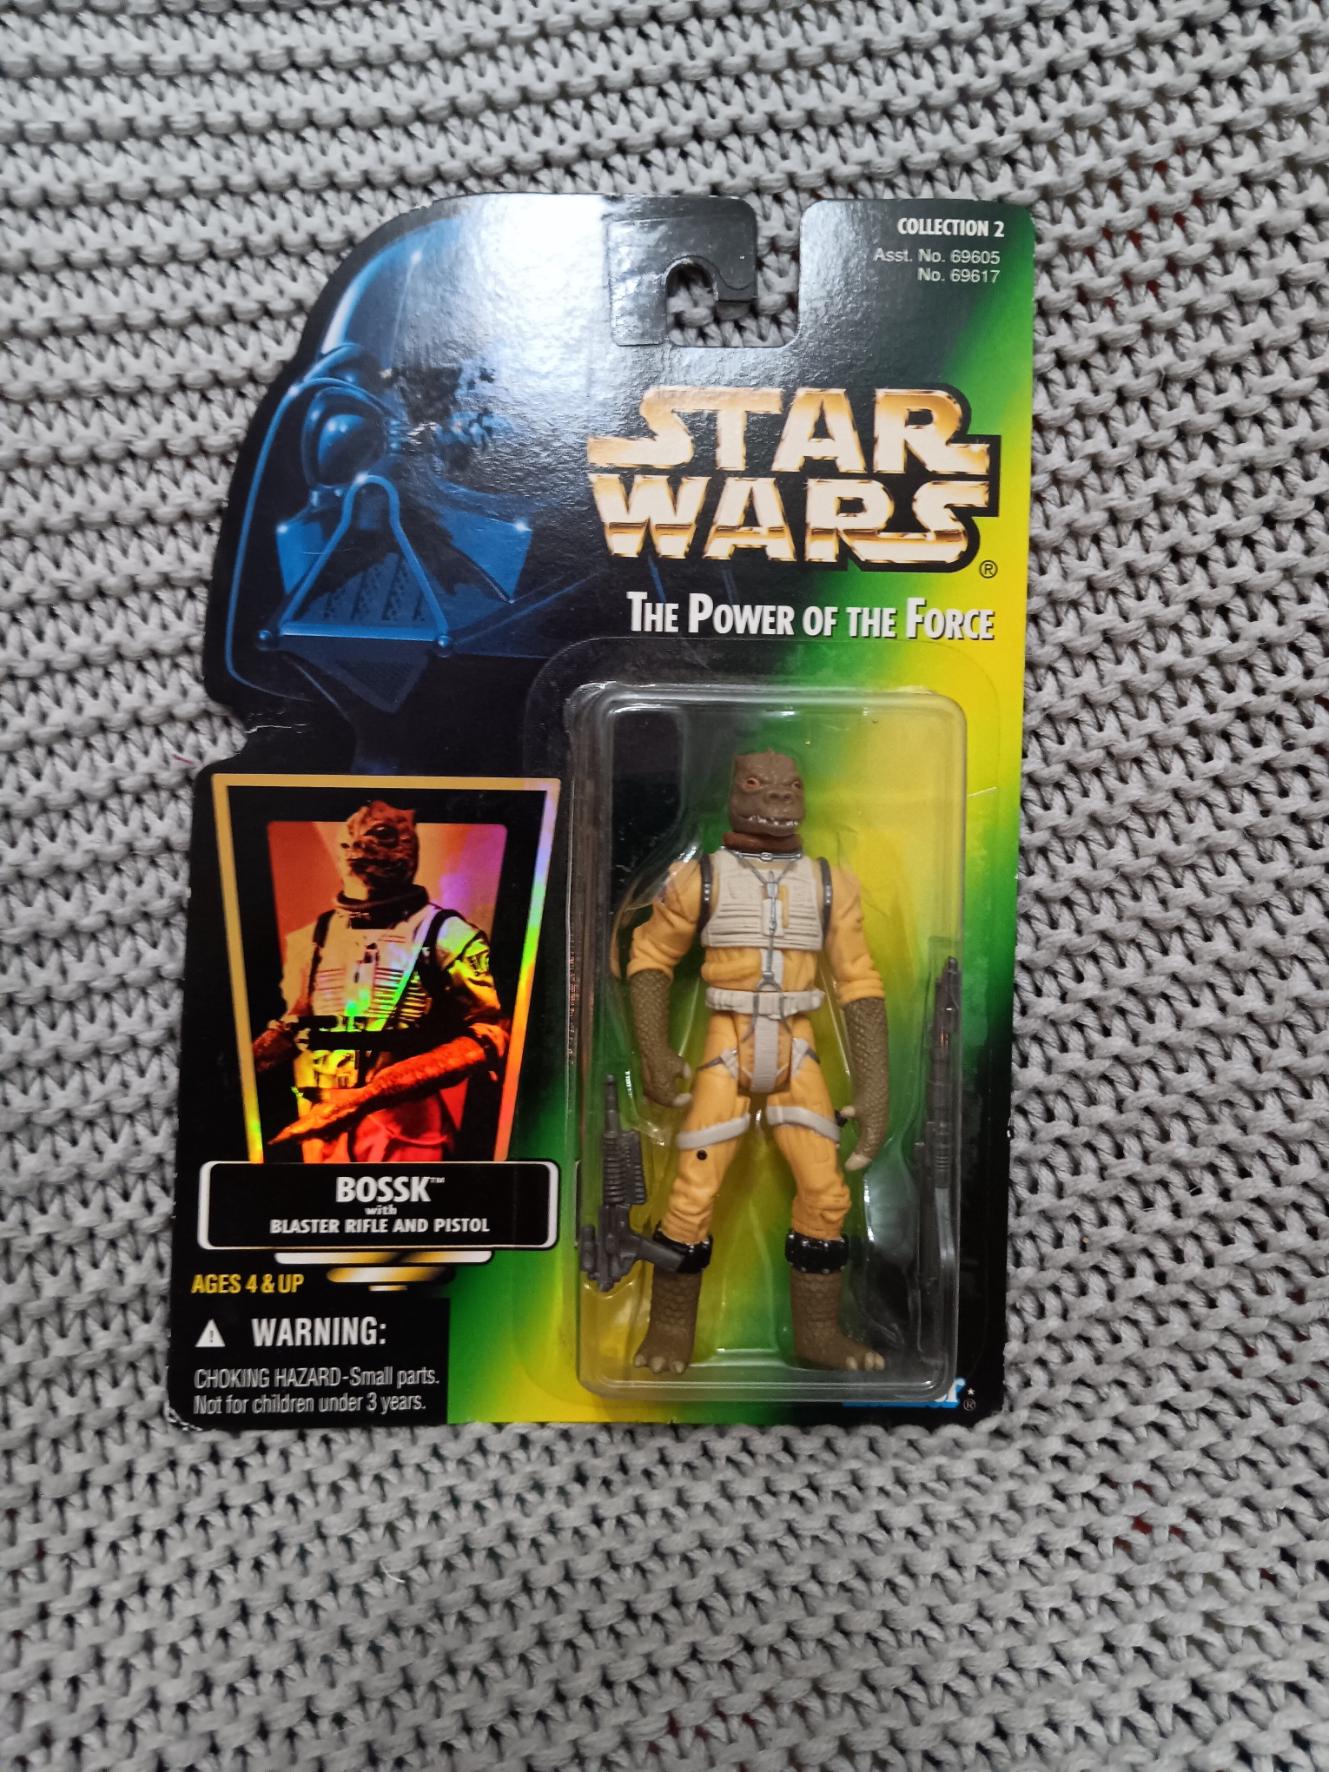 COLLECTION 2
Asst. No. 69605
No. 69617
STAR
WARS
®
THE POWER OF THE FORCE
BOSSK™
with
BLASTER RIFLE AND PISTOL
AGES 4 & UP
WARNING:
CHOKING HAZARD-Small parts.
Not for children under 3 years.
®